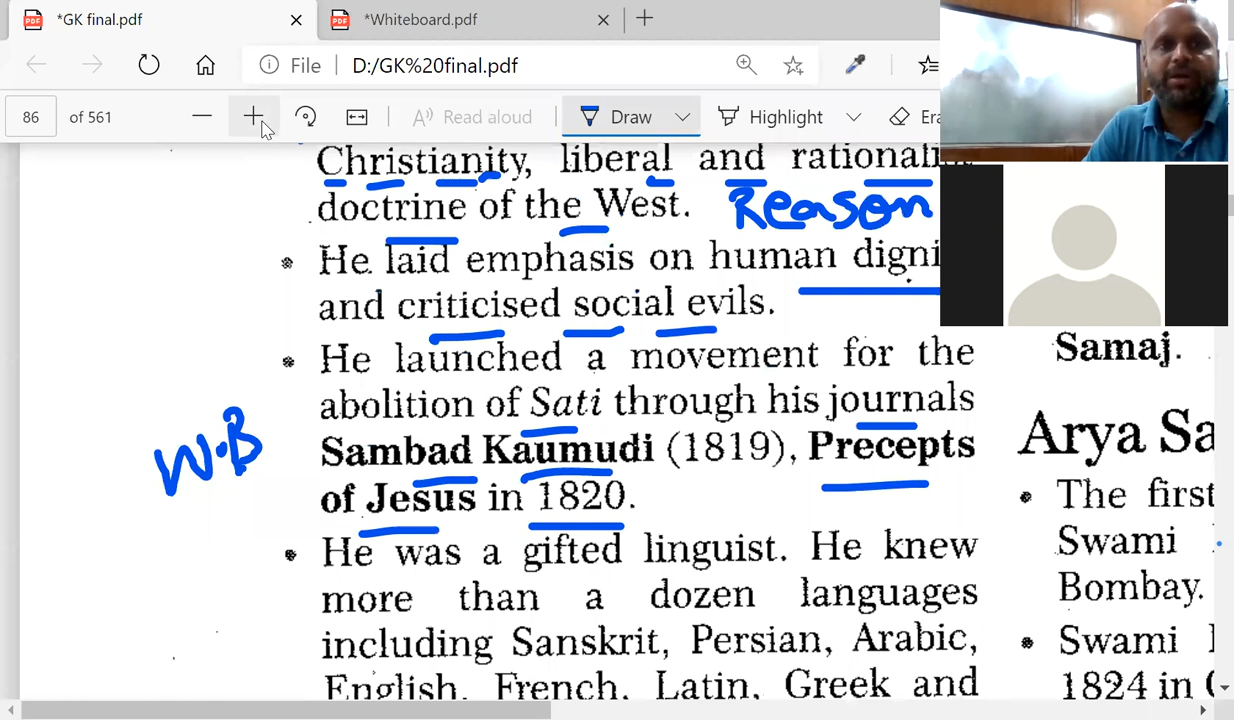 *GK final.pdf
*Whiteboard.pdf
File D:/GK%20final.pdf
86 of 561
Read aloud
Draw
Highlight
Christianity, liberal and
doctrine of the West. Reason
He laid emphasis on human
and criticised social evils.
He launched a movement for the
abolition of Sati through his journals
Sambad Kaumudi (1819), Precepts
of Jesus in 1820.
W.B
He was a gifted linguist. He knew
more than a dozen languages
including Sanskrit, Persian, Arabic,
English, French, Latin, Greek and
Samaj.
Arya Sa
The first
Swami
Bombay.
Swami
1824 in